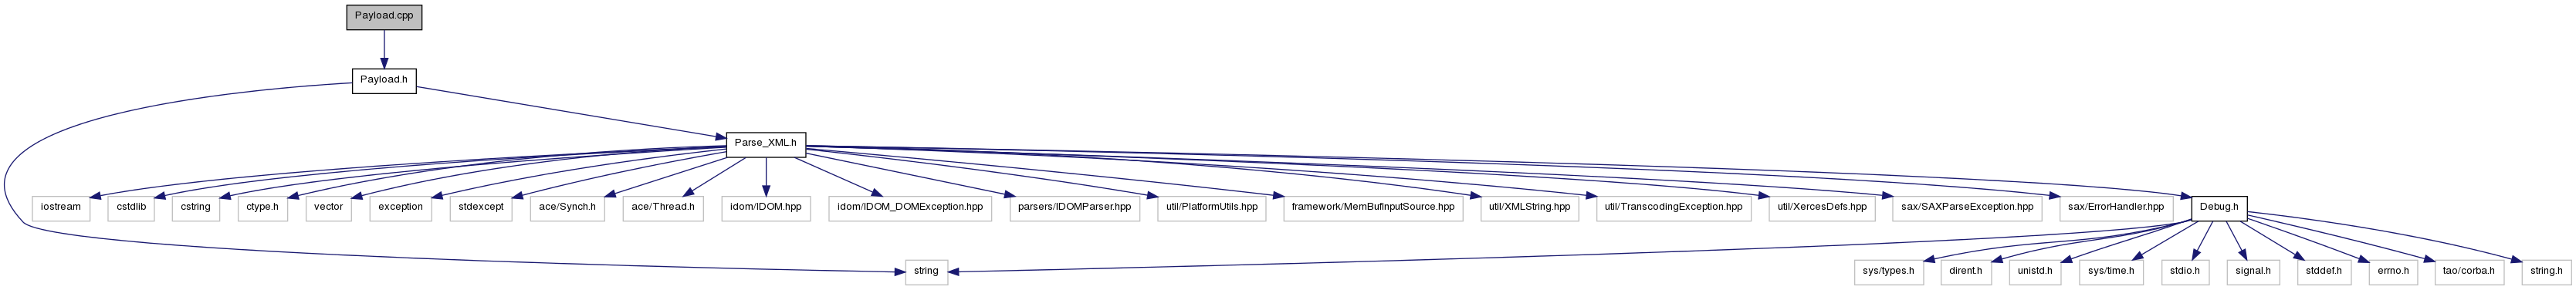 Payload.cpp
Payload.h
Parse_XML.h
iostream
cstdlib
cstring
ctype.h
vector
exception
stdexcept
ace/Synch.h
ace/Thread.h
idom/IDOM.hpp
idom/IDOM_DOMException.hpp
parsers/IDOMParser.hpp
util/PlatformUtils.hpp
framework/MemBufInputSource.hpp
util/XMLString.hpp
util/TranscodingException.hpp
util/XercesDefs.hpp
sax/SAXParseException.hpp
sax/ErrorHandler.hpp
Debug.h
string
sys/types.h
dirent.h
unistd.h
sys/time.h
stdio.h
signal.h
stddef.h
errno.h
tao/corba.h
string.h